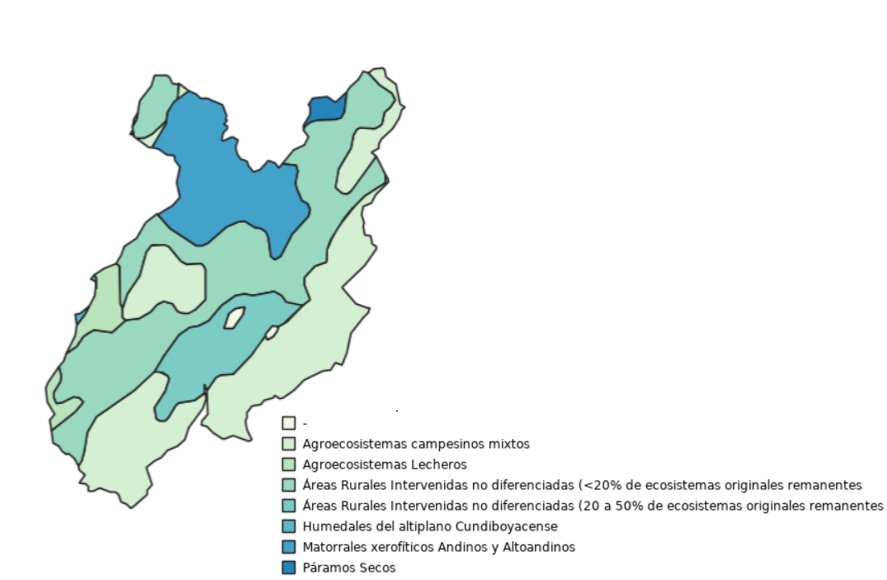 -
Agroecosistemas campesinos mixtos
Agroecosistemas Lecheros
Áreas Rurales Intervenidas no diferenciadas (<20% de ecosistemas originales remanentes
Áreas Rurales Intervenidas no diferenciadas (20 a 50% de ecosistemas originales remanentes
Humedales del altiplano Cundiboyacense
Matorrales xerofíticos Andinos y Altoandinos
Páramos Secos